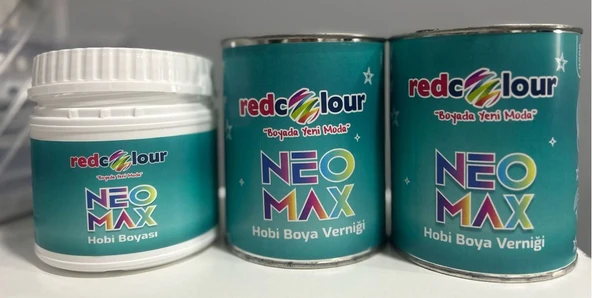 redcolour
"Boyada Yeni Moda"
NEO
MAX
Hobi Boyası
redcolour
"Boyada Yeni Moda"
NEO
MAX
Hobi Boya Verniği
redcolour
"Boyada Yeni Moda"
NEO
MAX
Hobi Boya Verniği